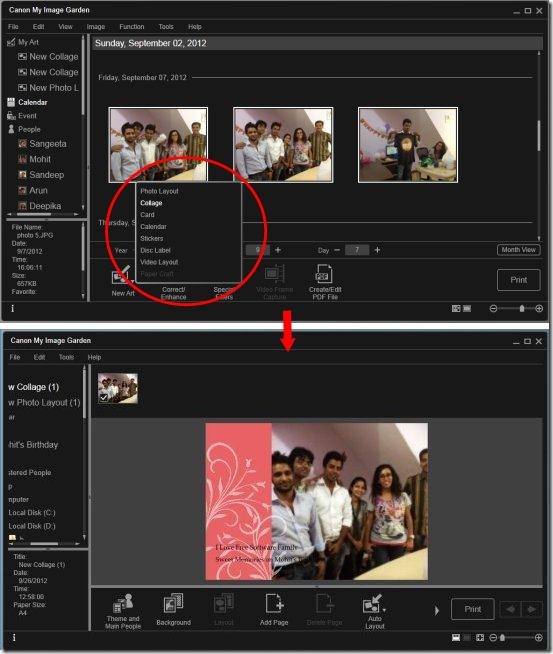 Canon My Image Garden
File Edit View Image Function Tools Help
My Art
New Collage
New Collage
New Photo L
Calendar
Event
People
Sangeeta
Mohit
Sandeep
Arun
Deepika
File Name:
photo 5.JPG
Date:
9/7/2012
Time:
16:06:11
Size:
657KB
Favorite:
Sunday, September 02, 2012
Friday, September 07, 2012
Photo Layout
Collage
Card
Calendar
Stickers
Disc Label
Video Layout
Paper Craft
Thursday, S
Year 9 + Day − 7 + Month View
New Art
Correct/
Enhance
Special
Filters
Video Frame
Capture
Create/Edit
PDF File
Print
Canon My Image Garden
File Edit Tools Help
w Collage (1)
w Photo Layout (1)
ar
hit's Birthday
stered People
p
mputer
Local Disk (C:)
Local Disk (D:)
Title:
New Collage (1)
Date:
9/26/2012
Time:
12:58:00
Paper Size:
A4
I Love Free Software Family
Sweet Memories on Mohit
Theme and
Main People
Background
Layout
Add Page
Delete Page
Auto
Layout
Print